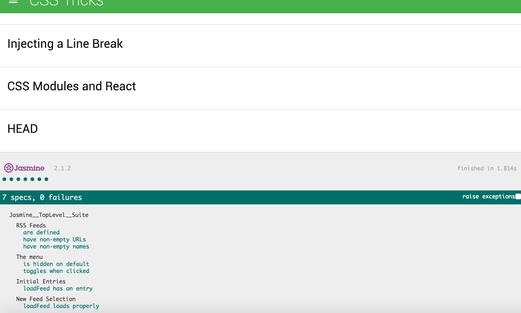 CSS Tricks
Injecting a Line Break
CSS Modules and React
HEAD
Jasmine 2.1.2 finished in 1.814s
7 specs, 0 failures raise exceptions
Jasmine__TopLevel__Suite
RSS Feeds
are defined
have non-empty URLs
have non-empty names
The menu
is hidden on default
toggles when clicked
Initial Entries
loadFeed has an entry
New Feed Selection
loadFeed loads properly